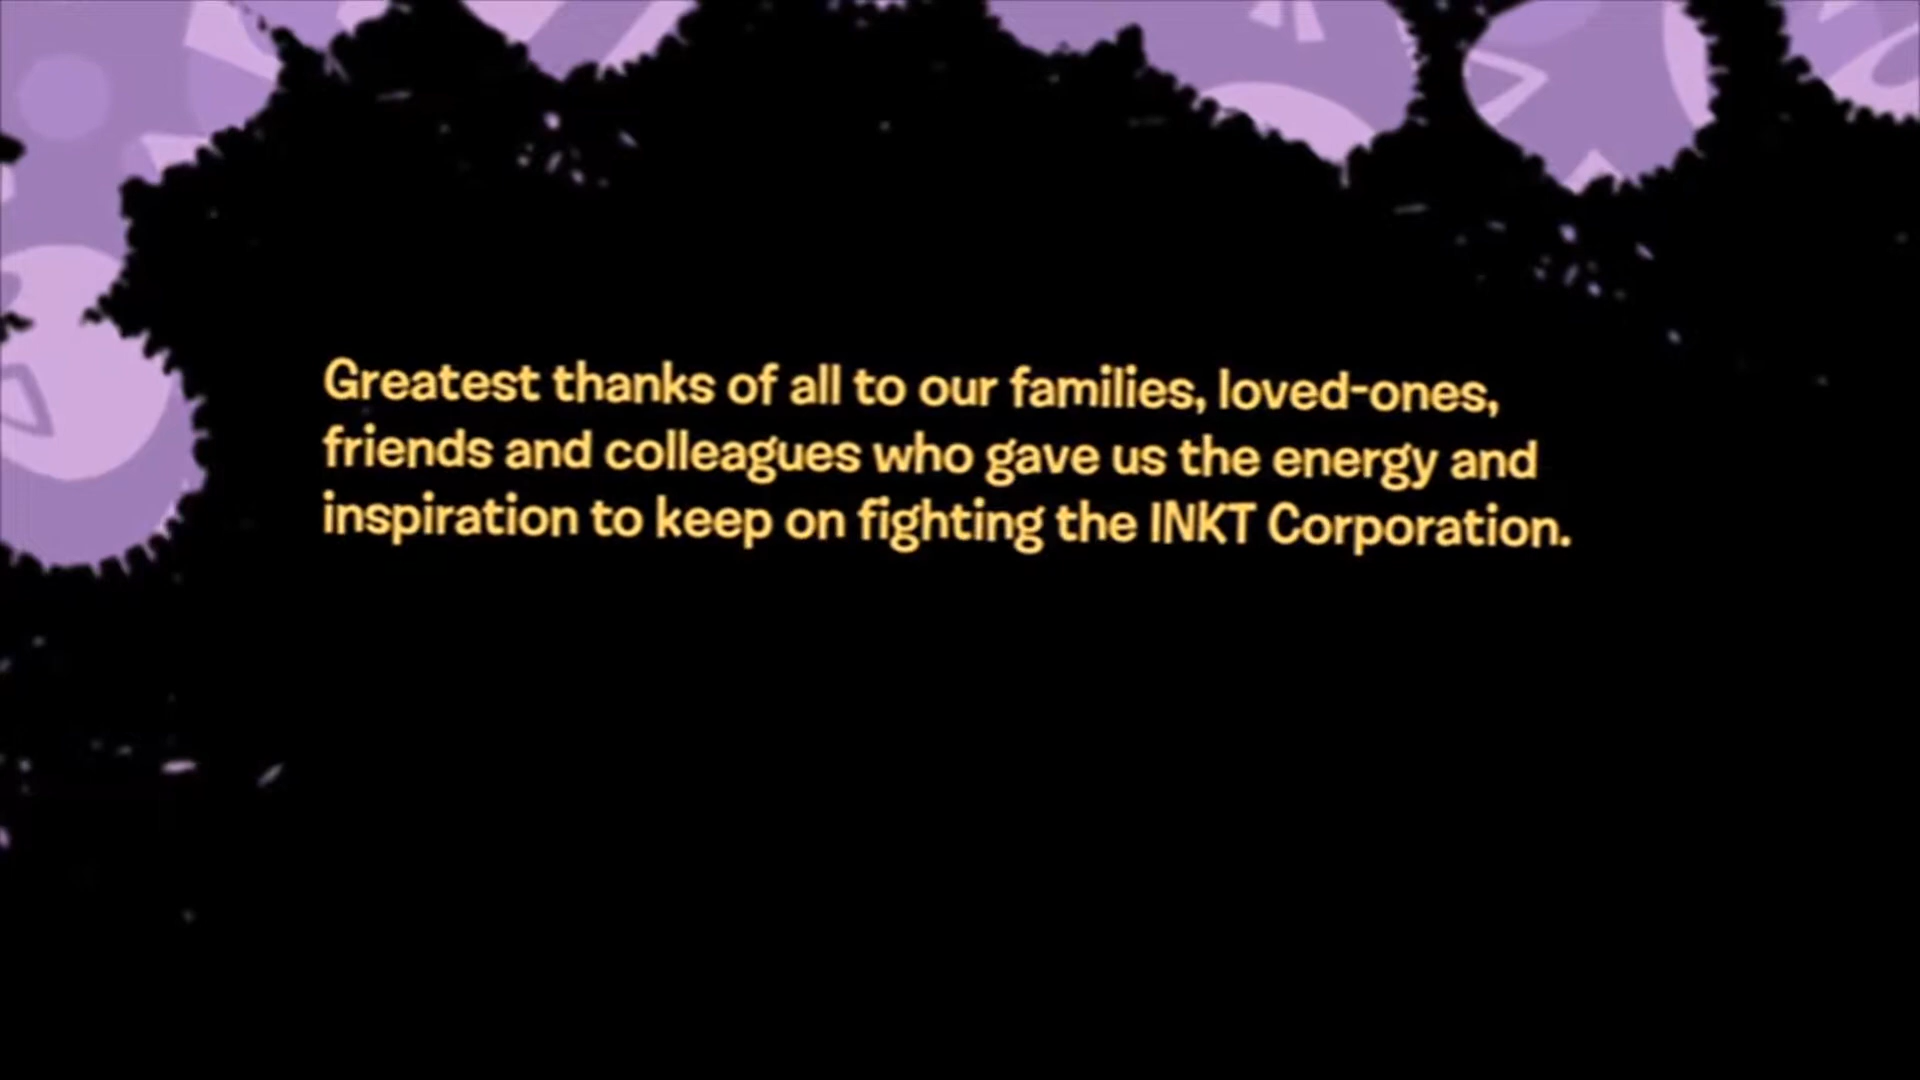 Greatest thanks of all to our families, loved-ones,
friends and colleagues who gave us the energy and
inspiration to keep on fighting the INKT Corporation.